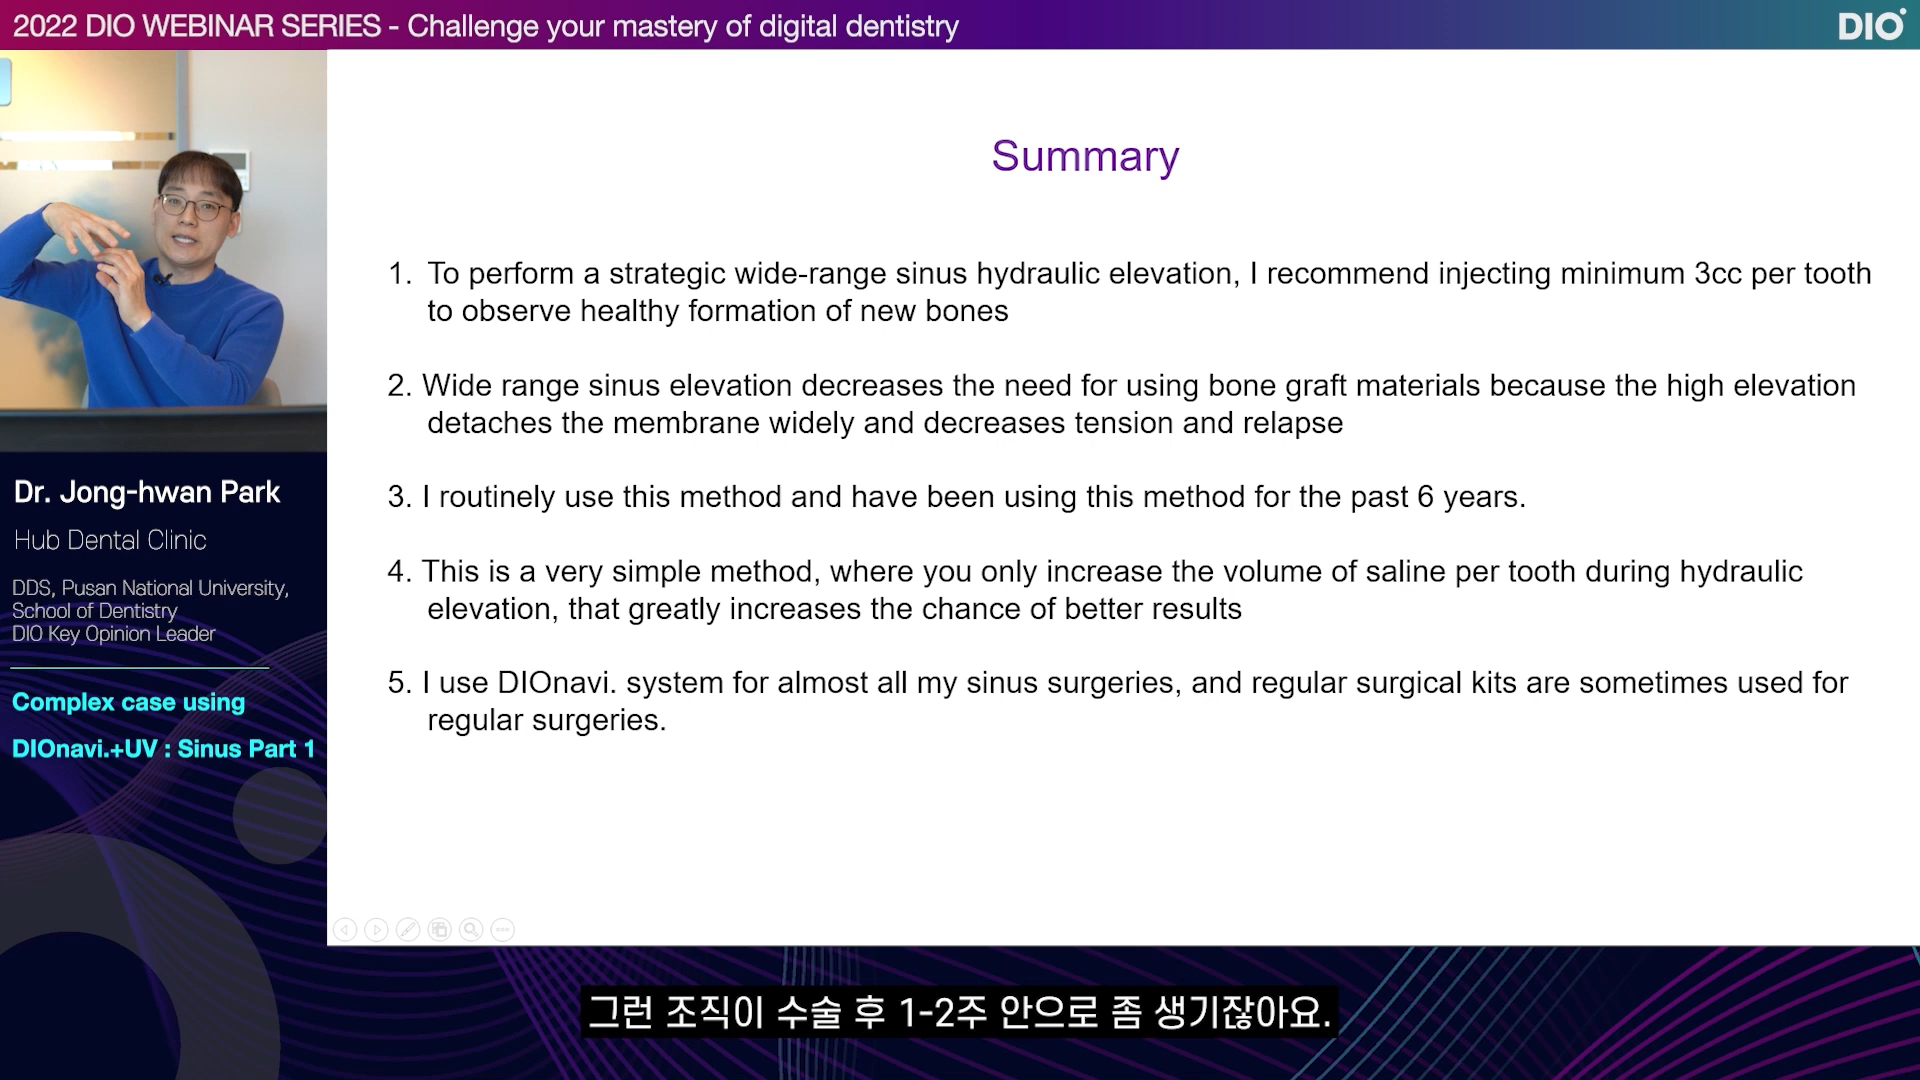 2022 DIO WEBINAR SERIES - Challenge your mastery of digital dentistry
DIO
Summary
1. To perform a strategic wide-range sinus hydraulic elevation, I recommend injecting minimum 3cc per tooth
to observe healthy formation of new bones
2. Wide range sinus elevation decreases the need for using bone graft materials because the high elevation
detaches the membrane widely and decreases tension and relapse
3. I routinely use this method and have been using this method for the past 6 years.
4. This is a very simple method, where you only increase the volume of saline per tooth during hydraulic
elevation, that greatly increases the chance of better results
5. I use DIOnavi. system for almost all my sinus surgeries, and regular surgical kits are sometimes used for
regular surgeries.
Dr. Jong-hwan Park
Hub Dental Clinic
DDS, Pusan National University,
School of Dentistry
DIO Key Opinion Leader
Complex case using
DIOnavi.+UV : Sinus Part 1
그런 조직이 수술 후 1-2주 안으로 좀 생기잖아요.